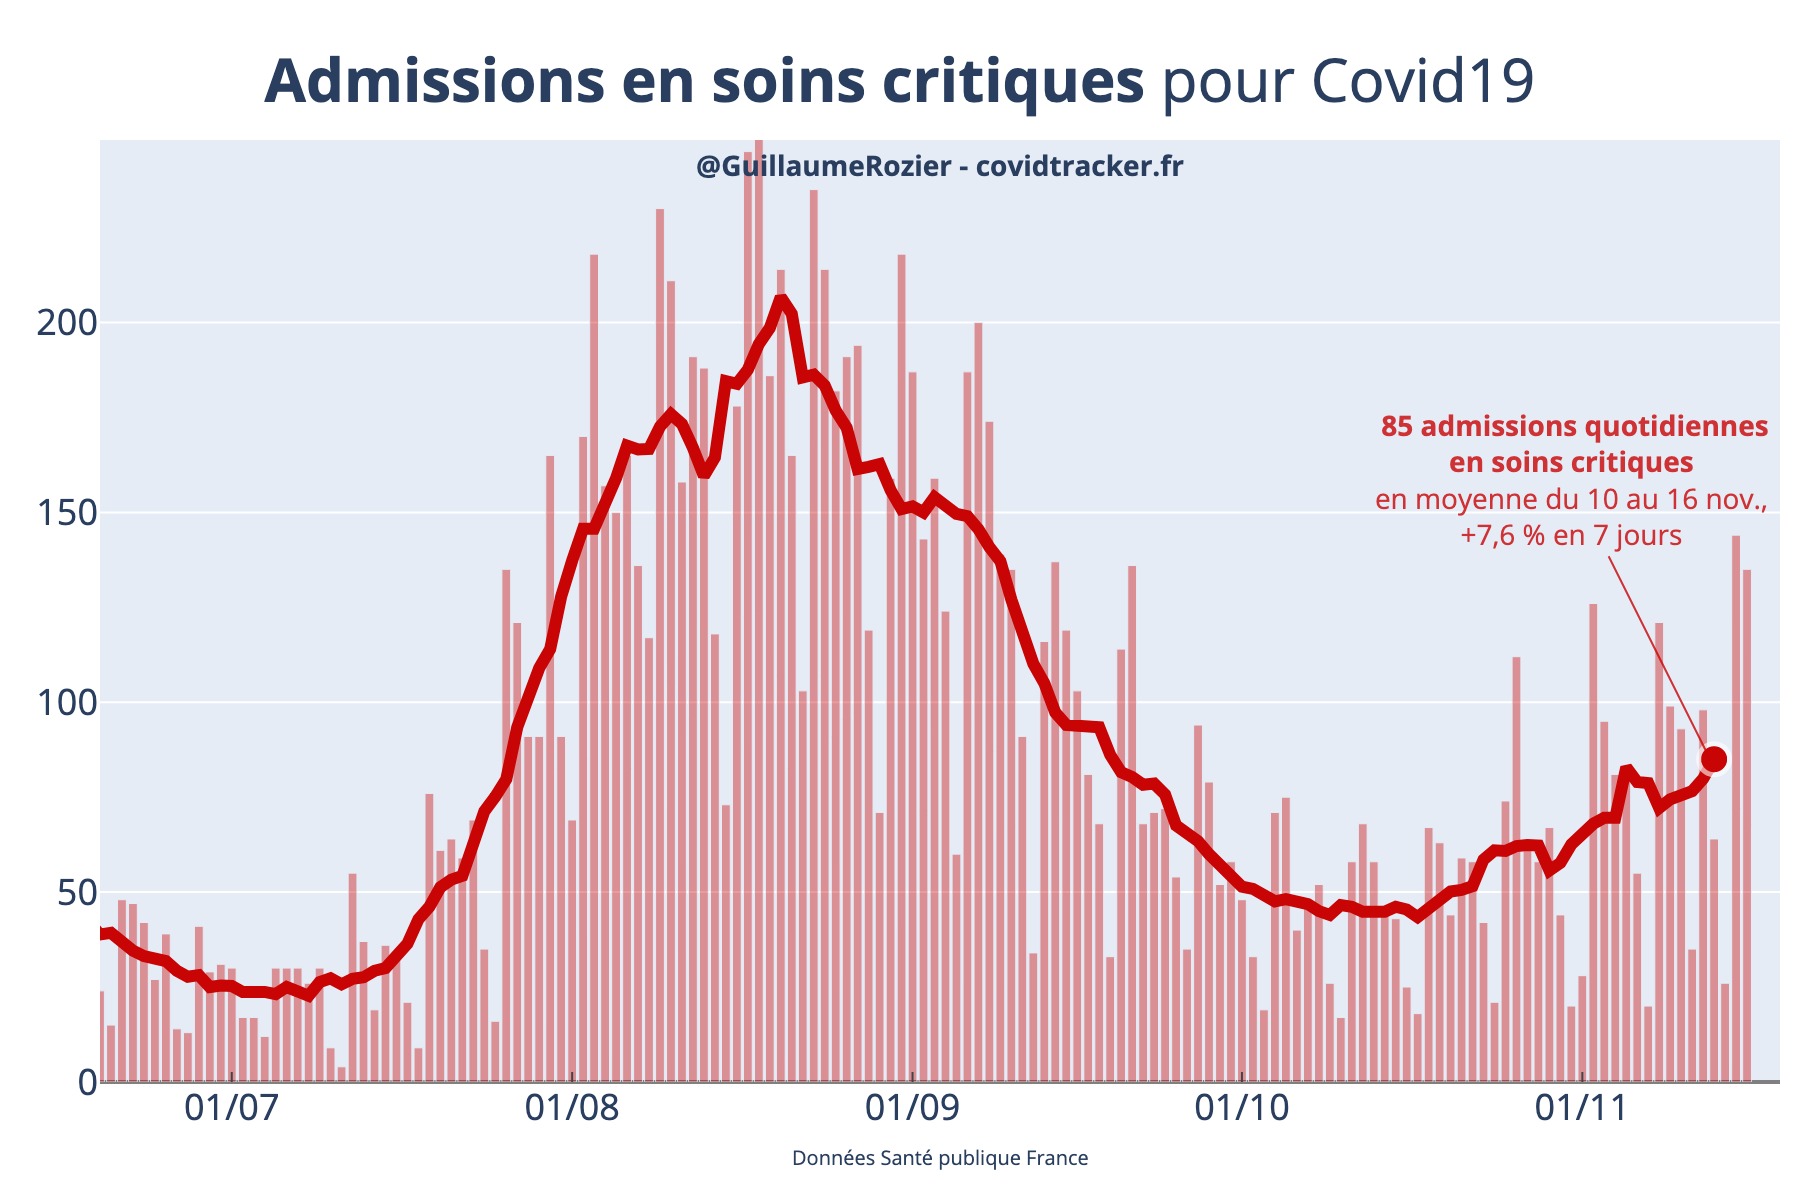 Admissions en soins critiques pour Covid19
@GuillaumeRozier - covidtracker.fr
200
150
100
50
0
85 admissions quotidiennes
en soins critiques
en moyenne du 10 au 16 nov.,
+7,6 % en 7 jours
01/07
01/08
01/09
01/10
01/11
Données Santé publique France